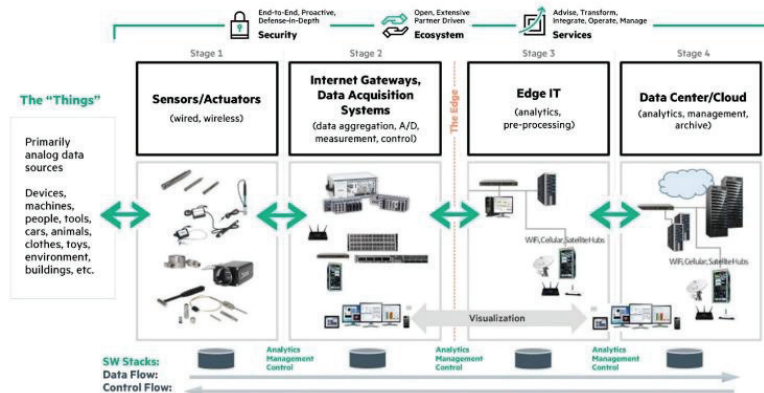 End-to-End, Proactive,
Defense-in-Depth
Security
Open, Extensive
Partner Driven
Ecosystem
Advise, Transform,
Integrate, Operate, Manage
Services
Stage 1
Stage 2
Stage 3
Stage 4
The "Things"
Primarily
analog data
sources
Devices,
machines,
people, tools,
cars, animals,
clothes, toys,
environment,
buildings, etc.
Sensors/Actuators
(wired, wireless)
Internet Gateways,
Data Acquisition
Systems
(data aggregation, A/D,
measurement, control)
The Edge
Edge IT
(analytics,
pre-processing)
Data Center/Cloud
(analytics, management,
archive)
WiFi, Cellular, Satellite Hubs
WiFi, Cellular, Satellite Hubs
Visualization
Analytics
Management
Control
Analytics
Management
Control
Analytics
Management
Control
SW Stacks:
Data Flow:
Control Flow: